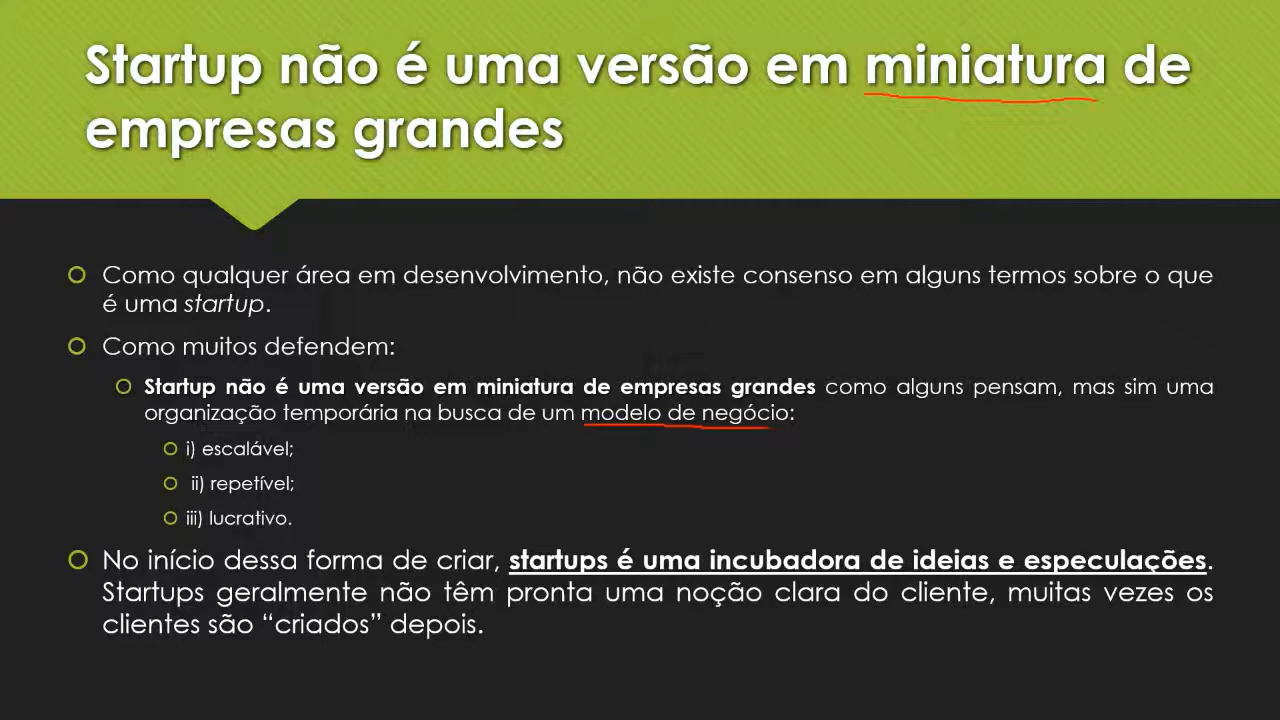 Startup não é uma versão em miniatura de
empresas grandes
Como qualquer área em desenvolvimento, não existe consenso em alguns termos sobre o que
é uma startup.
Como muitos defendem:
Startup não é uma versão em miniatura de empresas grandes como alguns pensam, mas sim uma
organização temporária na busca de um modelo de negócio:
i) escalável;
ii) repetível;
iii) lucrativo.
No início dessa forma de criar, startups é uma incubadora de ideias e especulações.
Startups geralmente não têm pronta uma noção clara do cliente, muitas vezes os
clientes são “criados” depois.